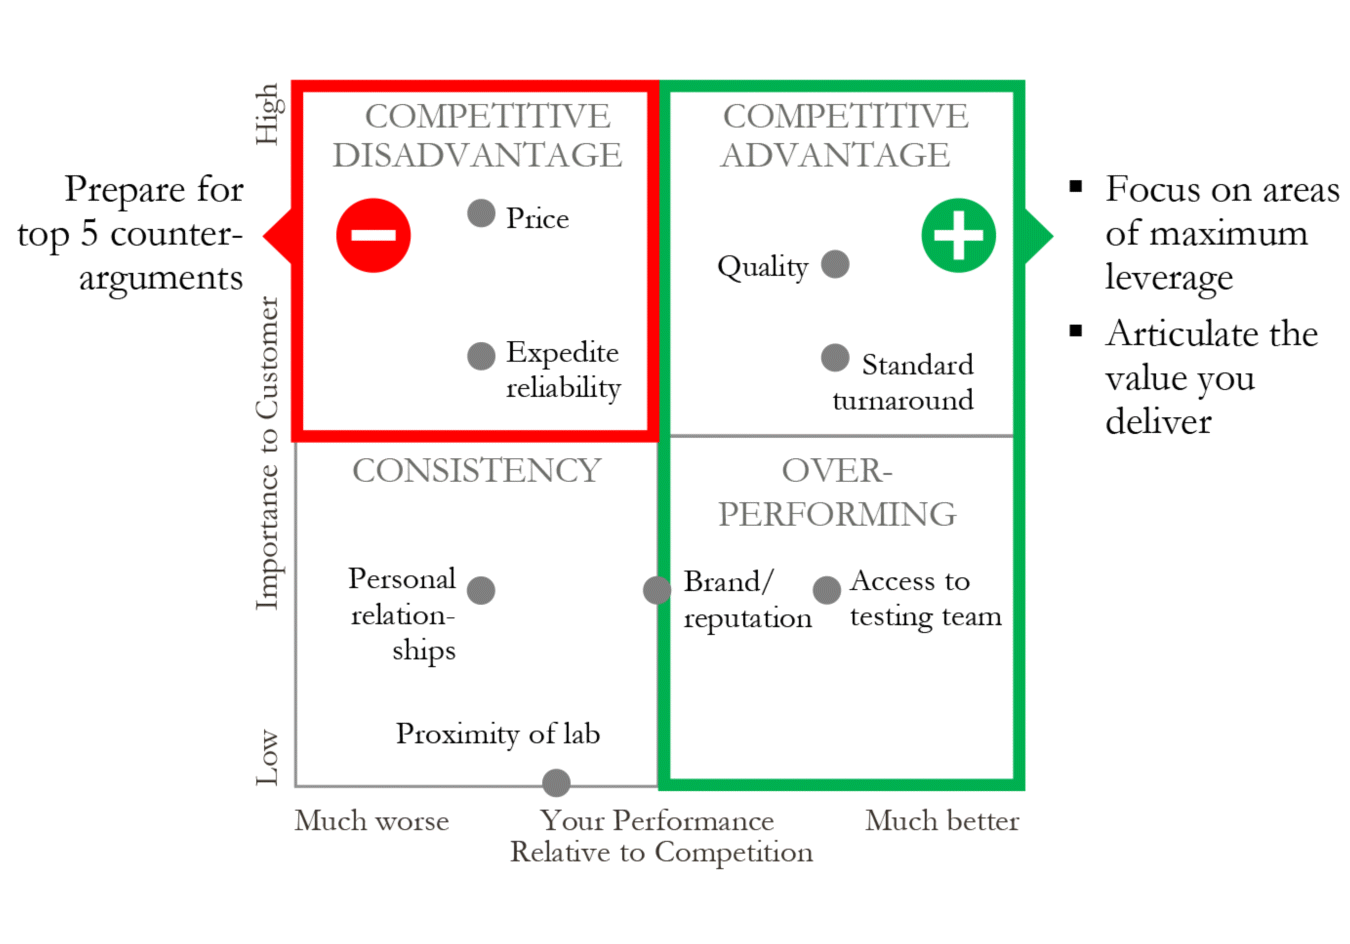 High
COMPETITIVE
DISADVANTAGE
COMPETITIVE
ADVANTAGE
Prepare for
top 5 counter-
arguments
Price
Quality
Expedite
reliability
Standard
turnaround
▪ Focus on areas
of maximum
leverage
▪ Articulate the
value you
deliver
Importance to Customer
CONSISTENCY
OVER-
PERFORMING
Personal
relation-
ships
Brand/
reputation
Access to
testing team
Proximity of lab
Low
Much worse
Your Performance
Relative to Competition
Much better